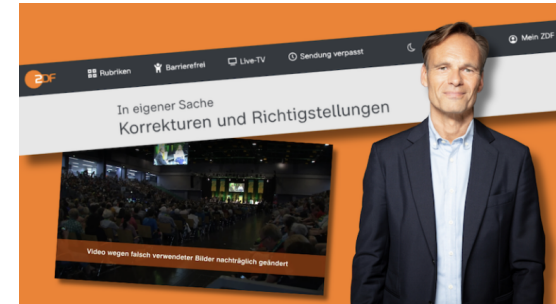 ZDF
Rubriken Barrierefrei Live-TV Sendung verpasst Mein ZDF
In eigener Sache
Korrekturen und Richtigstellungen
Video wegen falsch verwendeter Bilder nachträglich geändert